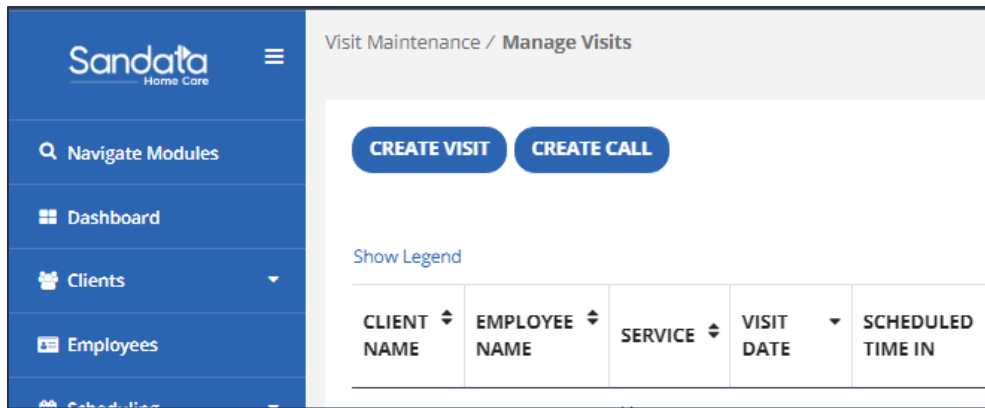 Sandata
Home Care
Visit Maintenance / Manage Visits
Navigate Modules
Dashboard
Clients
Employees
Scheduling
CREATE VISIT
CREATE CALL
Show Legend
CLIENT NAME
EMPLOYEE NAME
SERVICE
VISIT DATE
SCHEDULED TIME IN